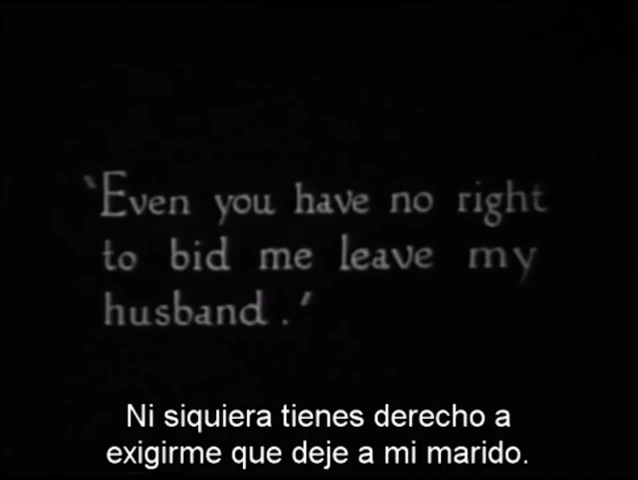 'Even you have no right
to bid me leave my
husband.'
Ni siquiera tienes derecho a
exigirme que deje a mi marido.